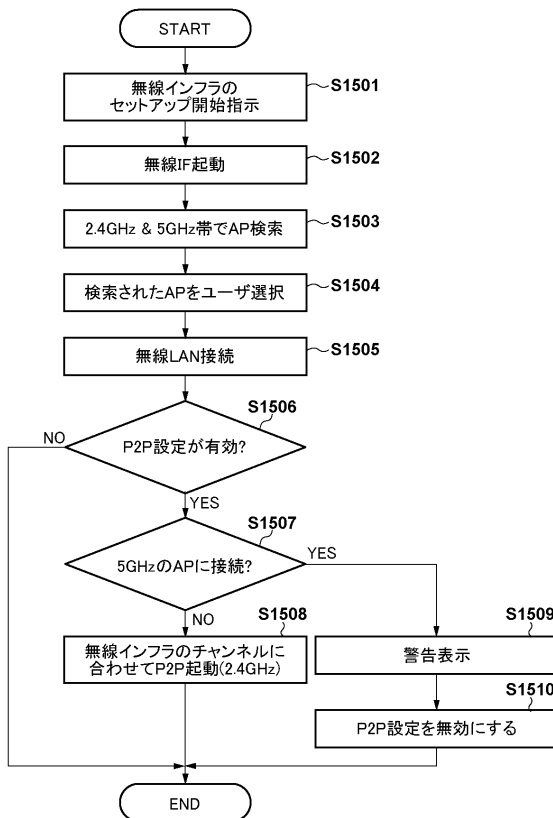 START
無線インフラの
セットアップ開始指示
S1501
無線IF起動
S1502
2.4GHz & 5GHz帯でAP検索
S1503
検索されたAPをユーザ選択
S1504
無線LAN接続
S1505
S1506
NO
P2P設定が有効?
YES
S1507
5GHzのAPに接続?
YES
NO
S1508
無線インフラのチャンネルに
合わせてP2P起動(2.4GHz)
S1509
警告表示
S1510
P2P設定を無効にする
END